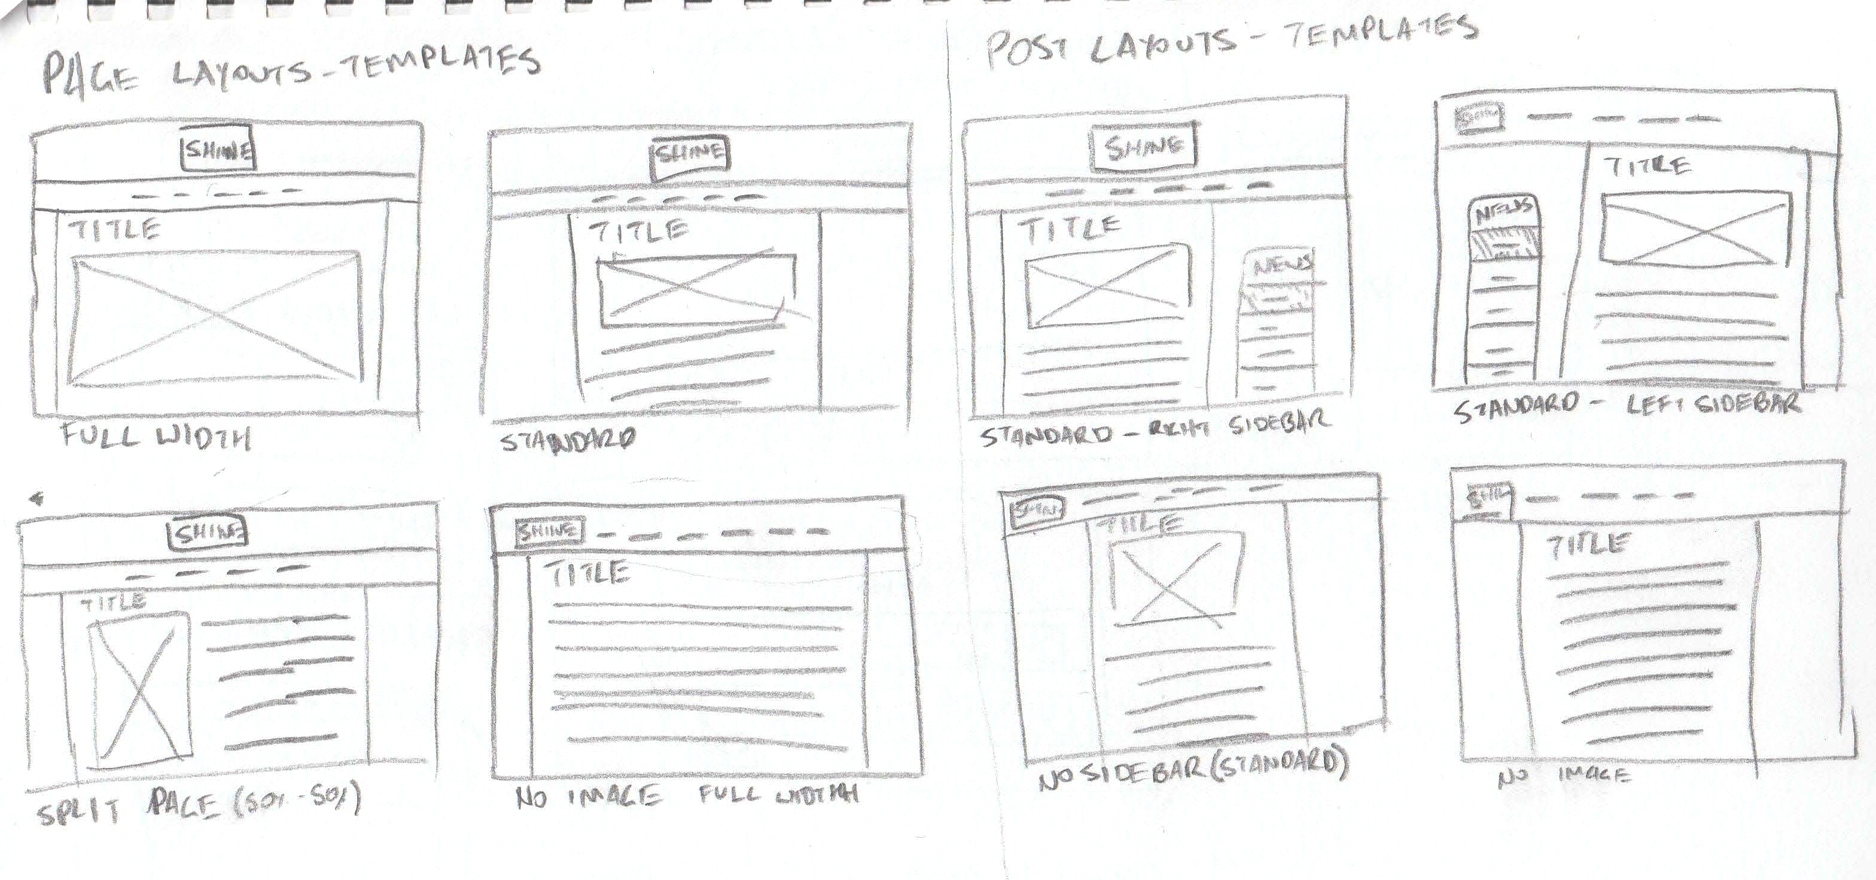 PAGE LAYOUTS - TEMPLATES
SHINE
TITLE
FULL WIDTH
SHINE
TITLE
STANDARD
SHINE
TITLE
SPLIT PAGE (50% - 50%)
SHINE
TITLE
NO IMAGE FULL WIDTH
POST LAYOUTS - TEMPLATES
SHINE
TITLE
NEWS
STANDARD - RIGHT SIDEBAR
TITLE
NEWS
STANDARD - LEFT SIDEBAR
SHINE
TITLE
NO SIDEBAR (STANDARD)
TITLE
NO IMAGE